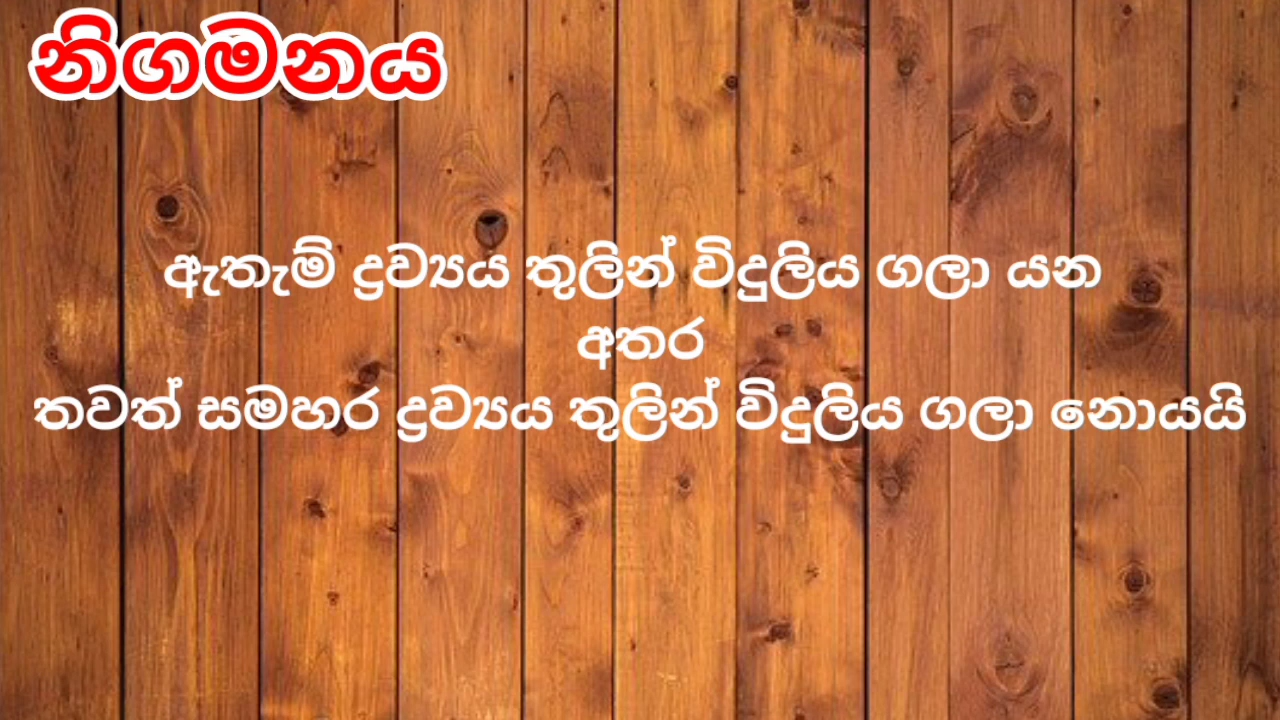 නිගමනය
ඇතැම් ද්‍රව්‍යය තුලින් විදුලිය ගලා යන
අතර
තවත් සමහර ද්‍රව්‍යය තුලින් විදුලිය ගලා නොයයි